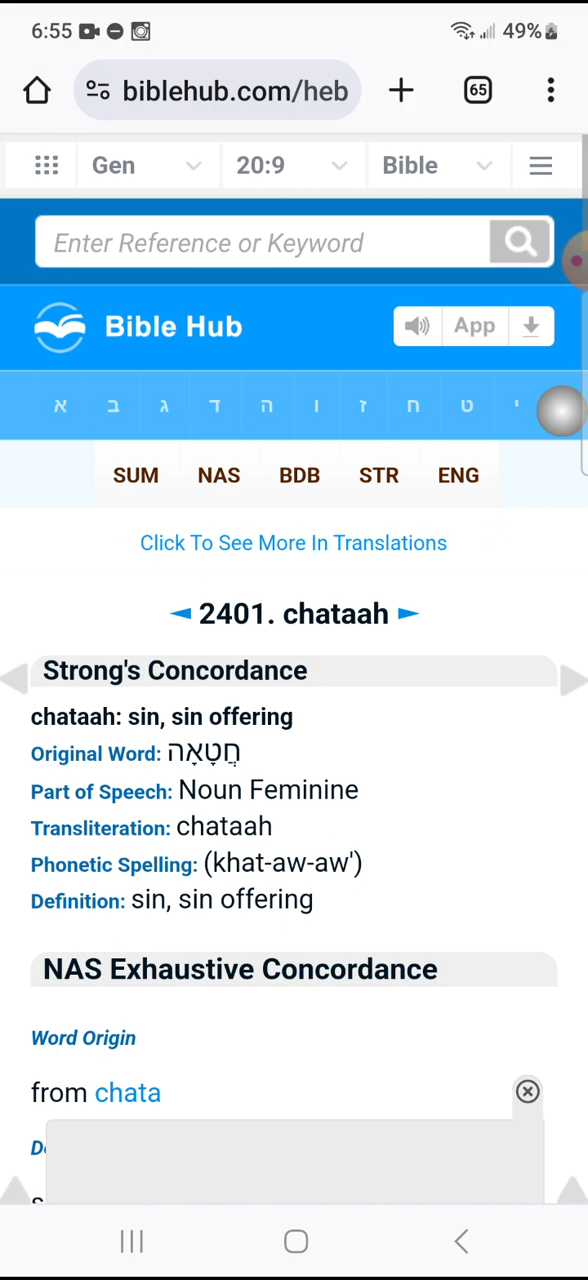 6:55 49%
biblehub.com/heb 65
Gen 20:9 Bible
Enter Reference or Keyword
Bible Hub App
א ב ג ד ה ו ז ח ט י
SUM NAS BDB STR ENG
Click To See More In Translations
◄ 2401. chataah ►
Strong's Concordance
chataah: sin, sin offering
Original Word: חֲטָאָה
Part of Speech: Noun Feminine
Transliteration: chataah
Phonetic Spelling: (khat-aw-aw')
Definition: sin, sin offering
NAS Exhaustive Concordance
Word Origin
from chata